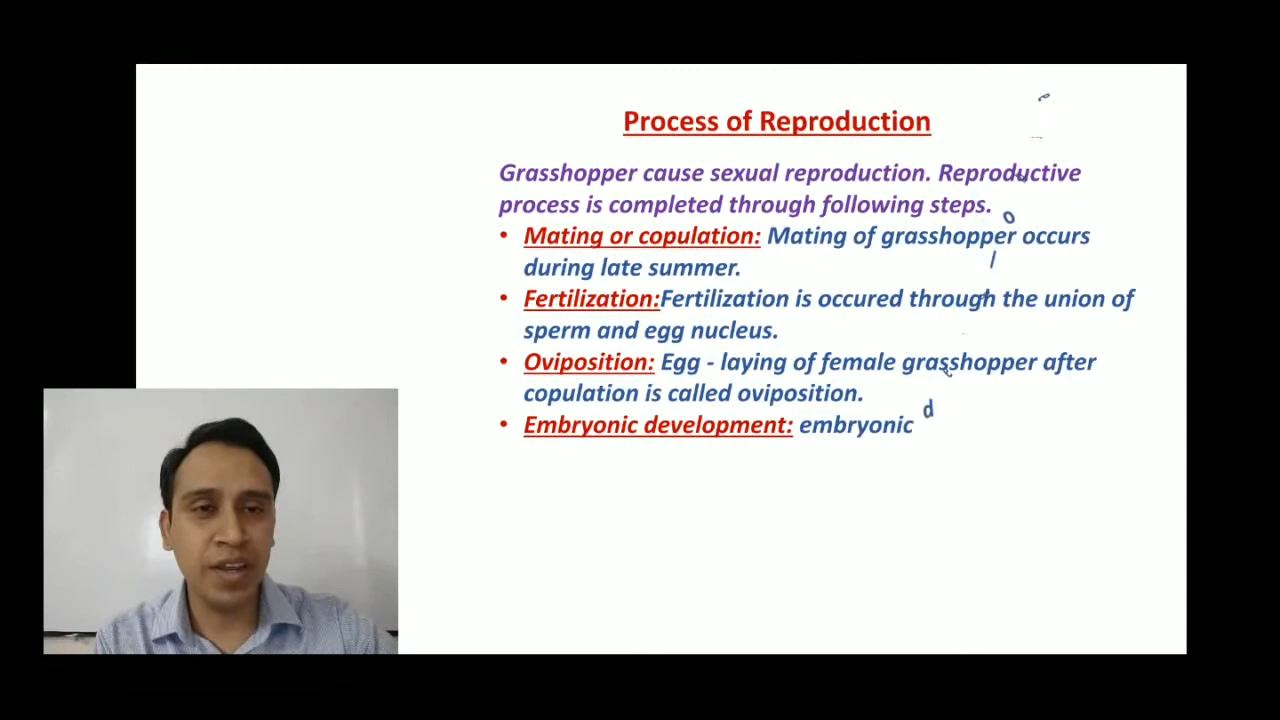 Process of Reproduction
Grasshopper cause sexual reproduction. Reproductive
process is completed through following steps.
• Mating or copulation: Mating of grasshopper occurs
during late summer.
• Fertilization:Fertilization is occured through the union of
sperm and egg nucleus.
• Oviposition: Egg - laying of female grasshopper after
copulation is called oviposition.
• Embryonic development: embryonic d